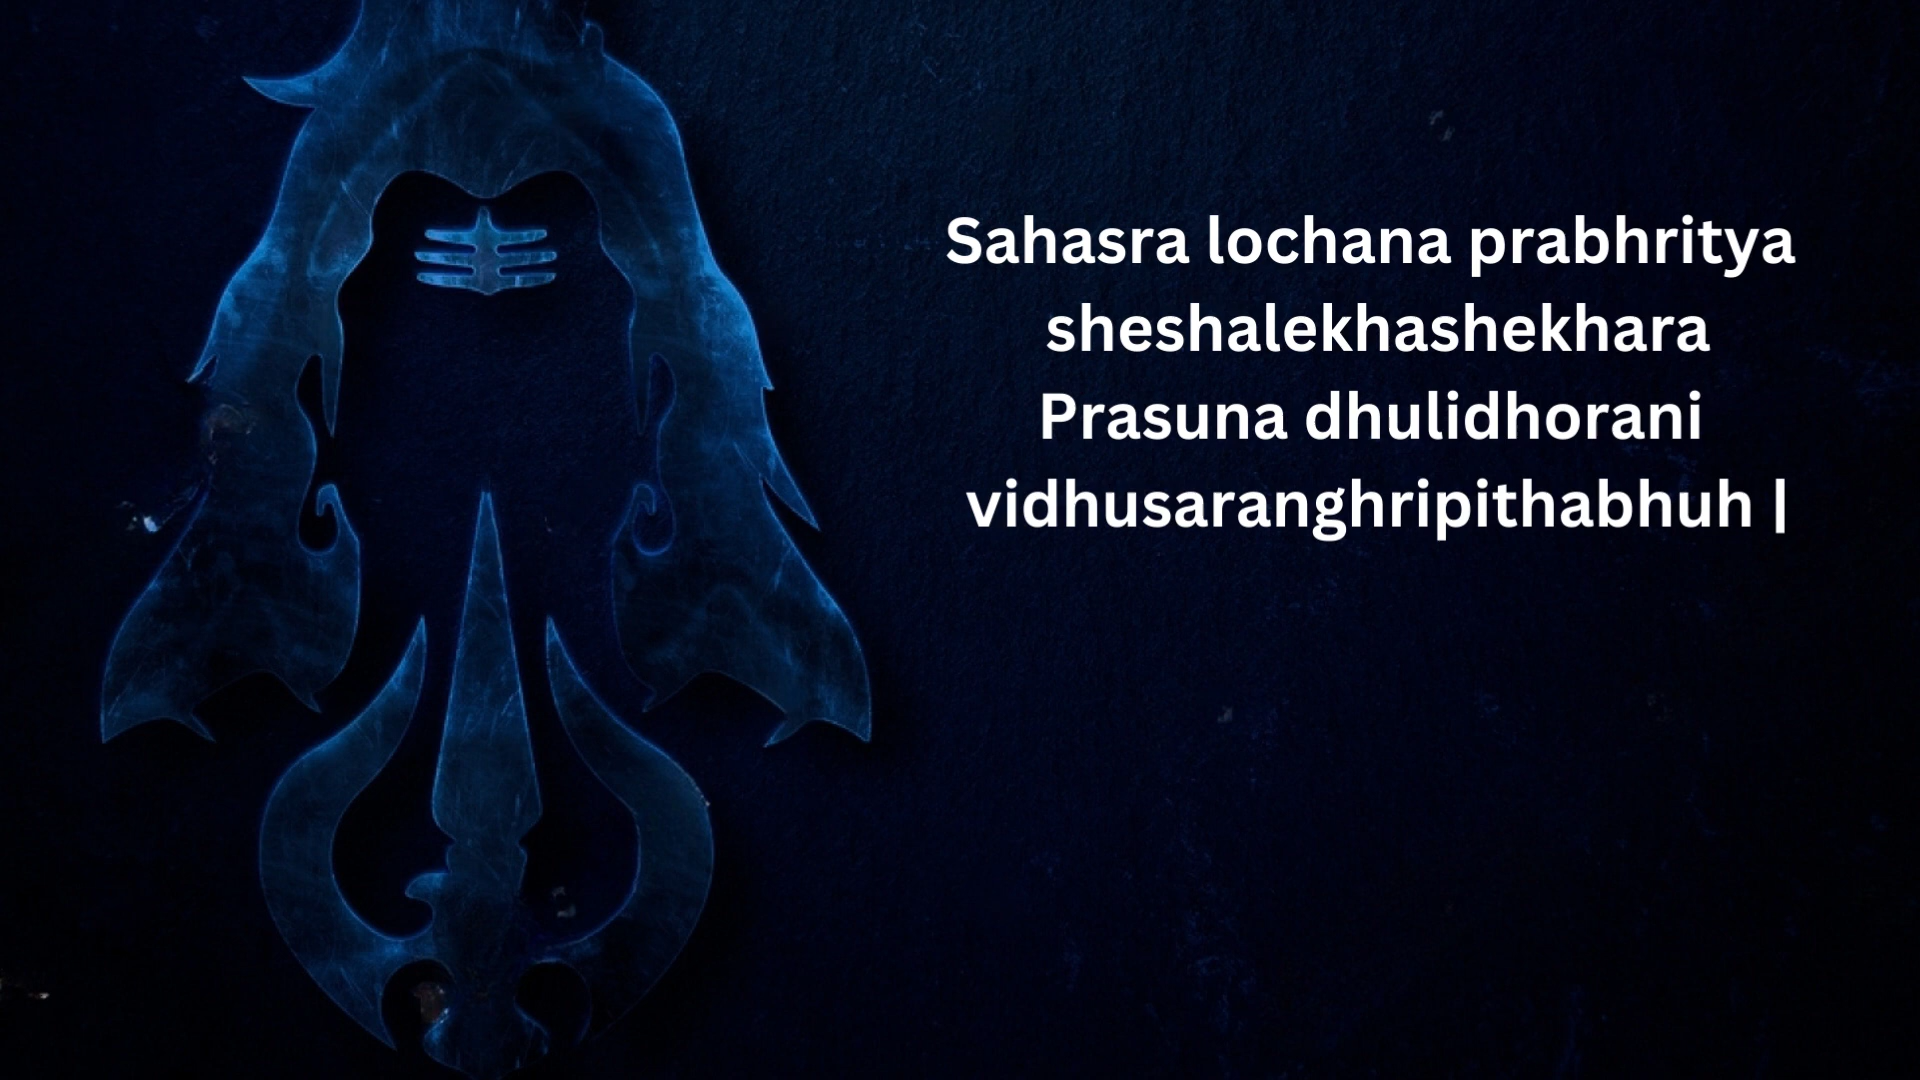 Sahasra lochana prabhritya
sheshalekhashekhara
Prasuna dhulidhorani
vidhusaranghripithabhuh |